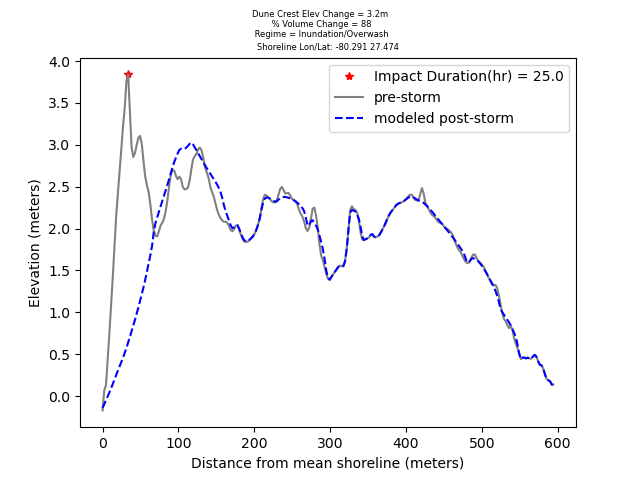 Dune Crest Elev Change = 3.2m
% Volume Change = 88
Regime = Inundation/Overwash
Shoreline Lon/Lat: -80.291 27.474
Impact Duration(hr) = 25.0
pre-storm
modeled post-storm
4.0
3.5
3.0
2.5
2.0
1.5
1.0
0.5
0.0
Elevation (meters)
0 100 200 300 400 500 600
Distance from mean shoreline (meters)